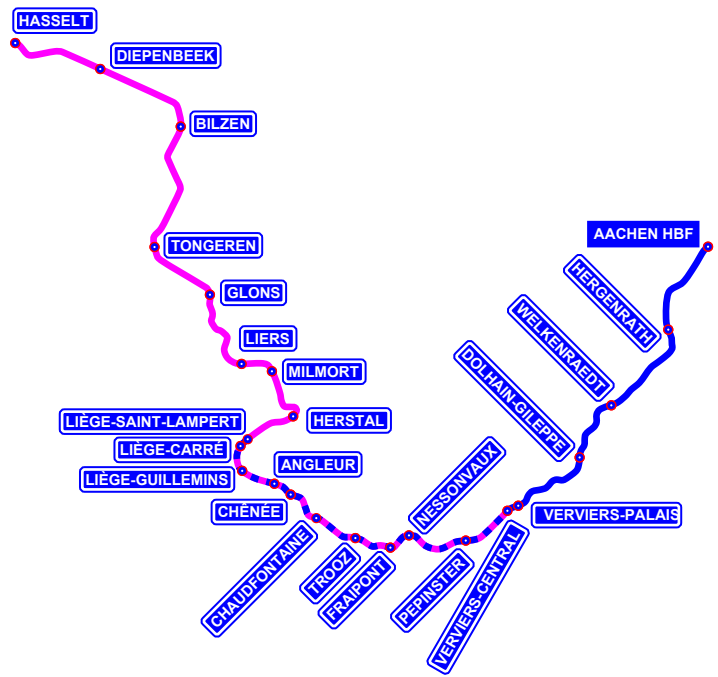 HASSELT
DIEPENBEEK
BILZEN
TONGEREN
GLONS
LIERS
MILMORT
HERSTAL
LIÈGE-SAINT-LAMPERT
LIÈGE-CARRÉ
LIÈGE-GUILLEMINS
ANGLEUR
CHÊNÉE
CHAUDFONTAINE
TROOZ
FRAIPONT
NESSONVAUX
PEPINSTER
VERVIERS-CENTRAL
VERVIERS-PALAIS
DOLHAIN-GILEPPE
WELKENRAEDT
HERGENRATH
AACHEN HBF